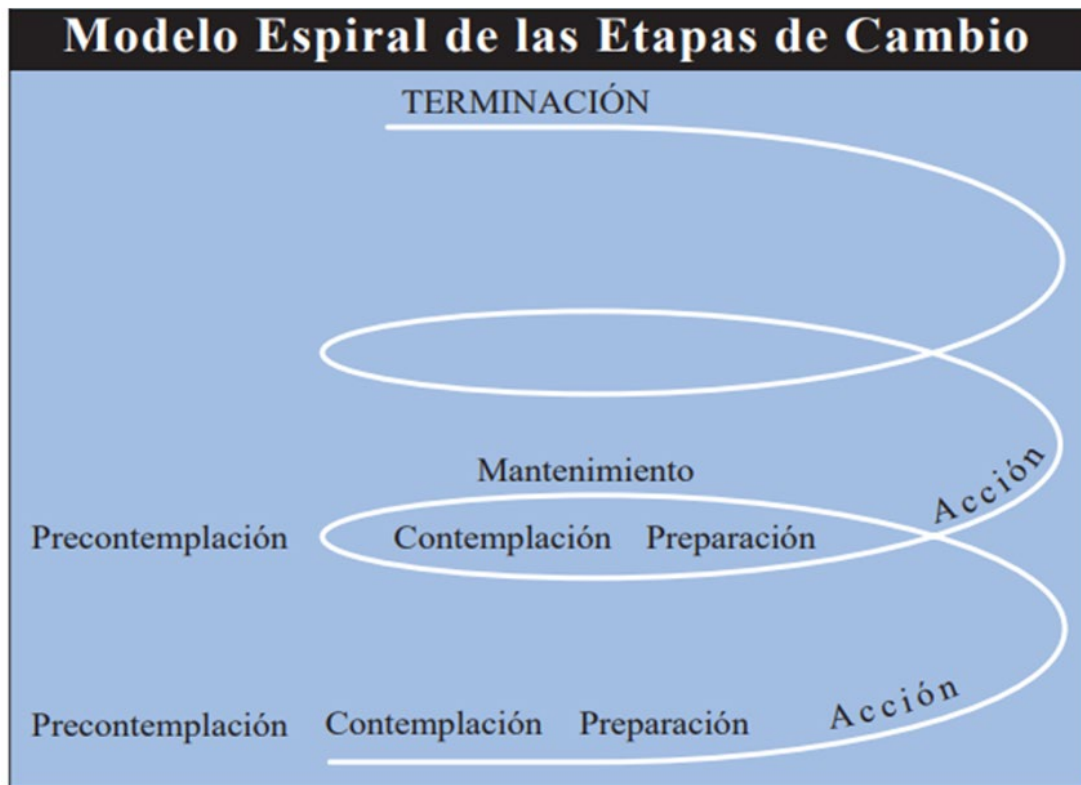 Modelo Espiral de las Etapas de Cambio
TERMINACIÓN
Mantenimiento
Acción
Precontemplación Contemplación Preparación
Acción
Precontemplación Contemplación Preparación